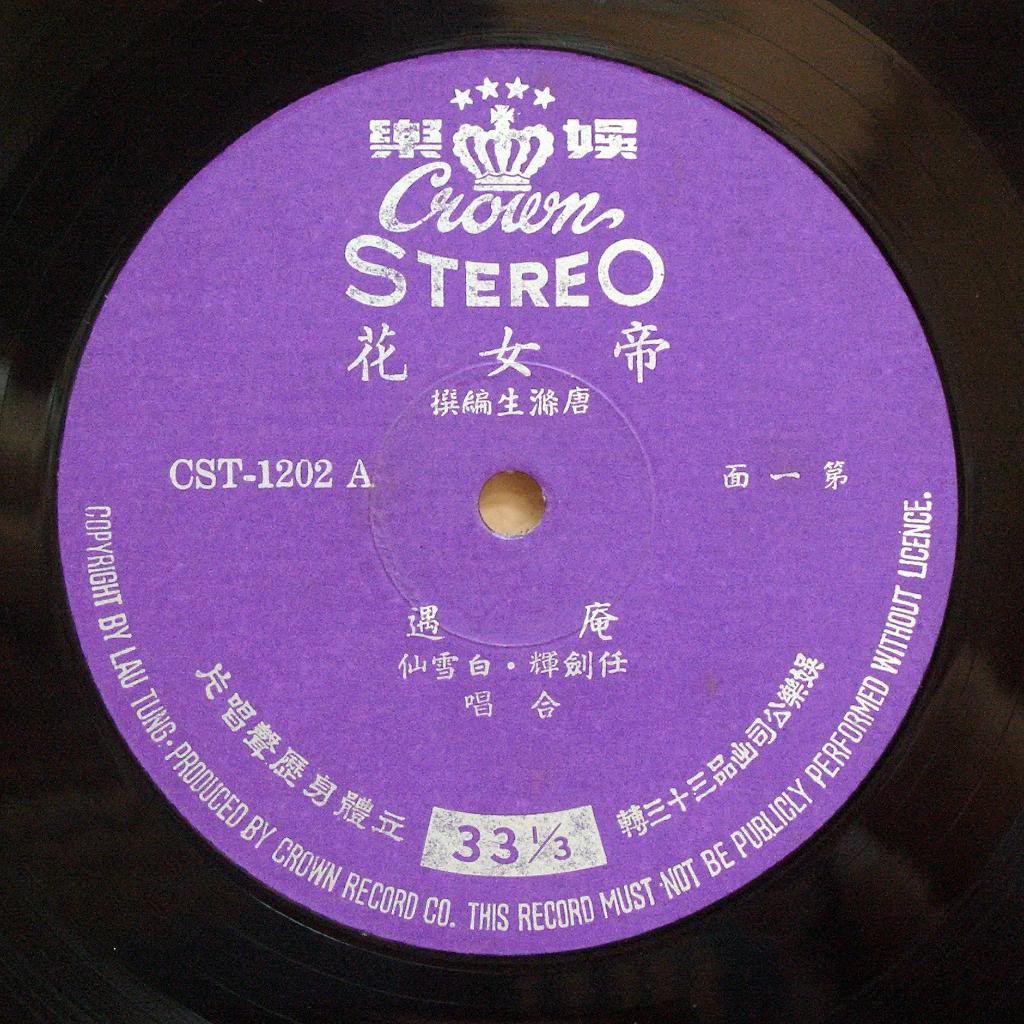 娛樂
Crown
STEREO
帝女花
唐滌生編撰
CST-1202 A
第一面
庵遇
任劍輝・白雪仙
合唱
娛樂公司出品三十三轉
立體身歷聲唱片
33 1/3
COPYRIGHT BY LAU TUNG · PRODUCED BY CROWN RECORD CO. THIS RECORD MUST NOT BE PUBLICLY PERFORMED WITHOUT LICENCE.